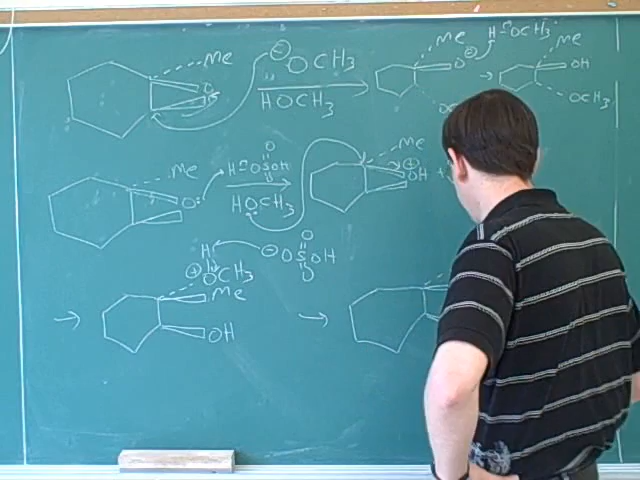 Me
O
⊖ OCH3
HOCH3
Me
O ⊖
H OCH3
Me
OH
OCH3
Me
O
H OSOH
O
O
HOCH3
Me
⊕
OH +
H
⊕ OCH3
Me
OH
⊖ OSOH
O
O